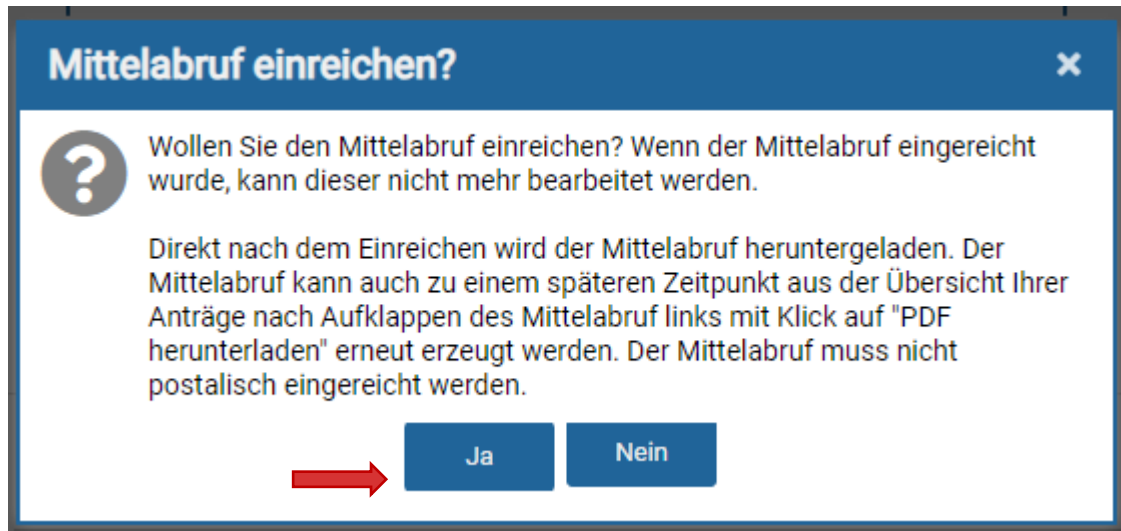 Mittelabruf einreichen?
Wollen Sie den Mittelabruf einreichen? Wenn der Mittelabruf eingereicht
wurde, kann dieser nicht mehr bearbeitet werden.
Direkt nach dem Einreichen wird der Mittelabruf heruntergeladen. Der
Mittelabruf kann auch zu einem späteren Zeitpunkt aus der Übersicht Ihrer
Anträge nach Aufklappen des Mittelabruf links mit Klick auf "PDF
herunterladen" erneut erzeugt werden. Der Mittelabruf muss nicht
postalisch eingereicht werden.
Ja
Nein